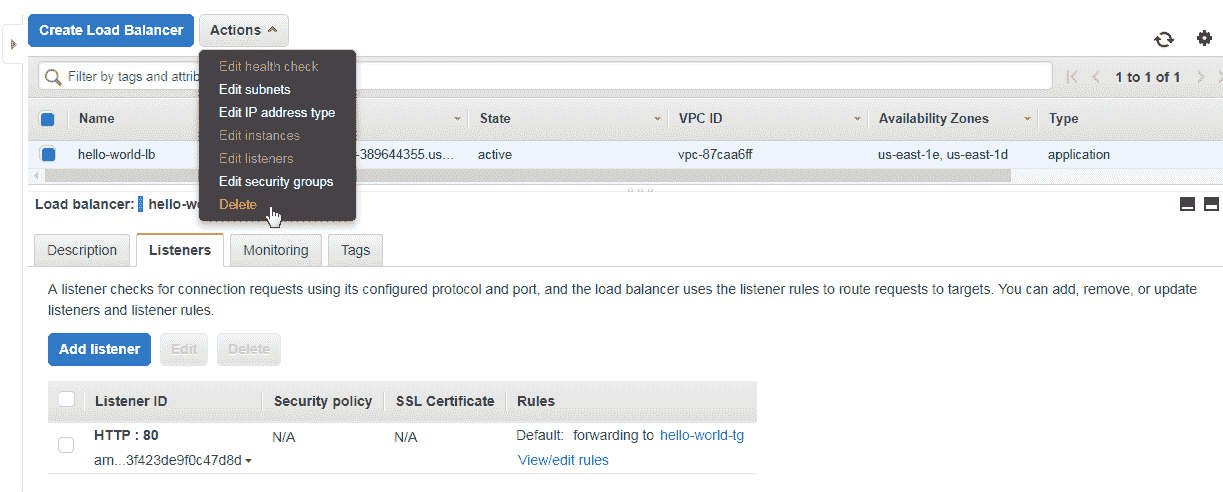 Create Load Balancer Actions
Edit health check
Filter by tags and attrib
Edit subnets
1 to 1 of 1
Edit IP address type
Name State VPC ID Availability Zones Type
Edit instances
hello-world-lb -389644355.us... active vpc-87caa6ff us-east-1e, us-east-1d application
Edit listeners
Edit security groups
Load balancer: hello-wo
Delete
Description Listeners Monitoring Tags
A listener checks for connection requests using its configured protocol and port, and the load balancer uses the listener rules to route requests to targets. You can add, remove, or update
listeners and listener rules.
Add listener Edit Delete
Listener ID Security policy SSL Certificate Rules
HTTP : 80 N/A N/A Default: forwarding to hello-world-tg
arn...3f423de9f0c47d8d View/edit rules